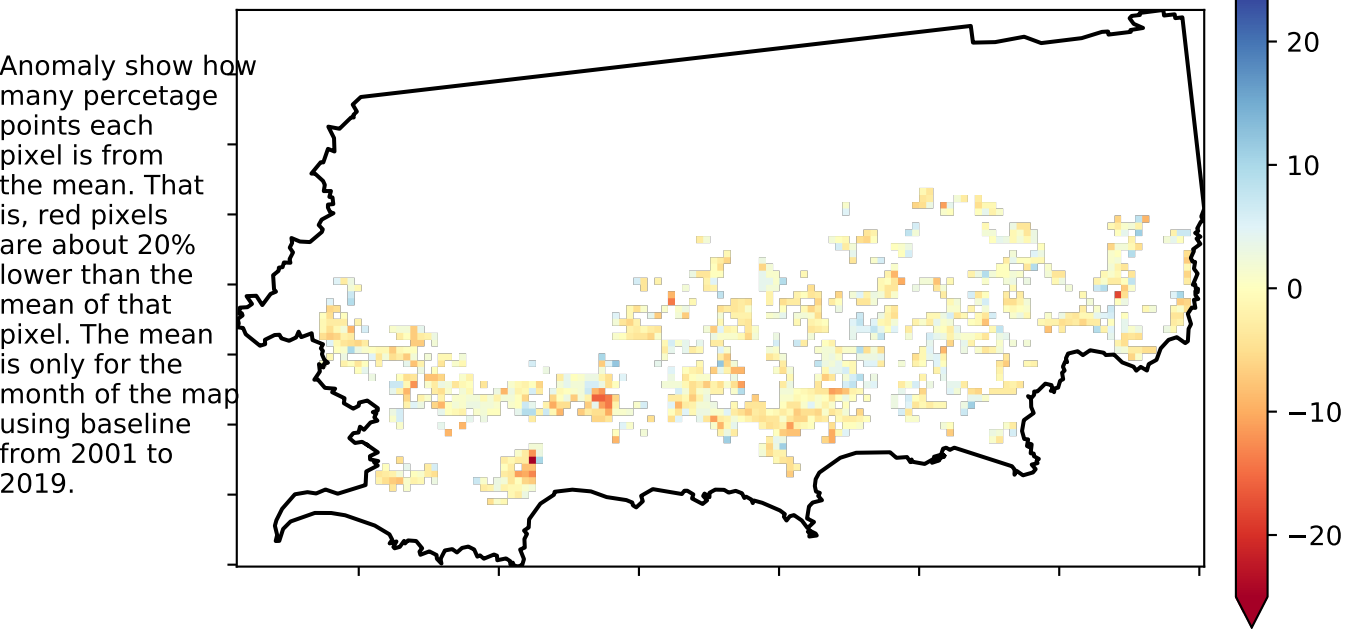 Anomaly show how
many percetage
points each
pixel is from
the mean. That
is, red pixels
are about 20%
lower than the
mean of that
pixel. The mean
is only for the
month of the map
using baseline
from 2001 to
2019.
20
10
0
−10
−20